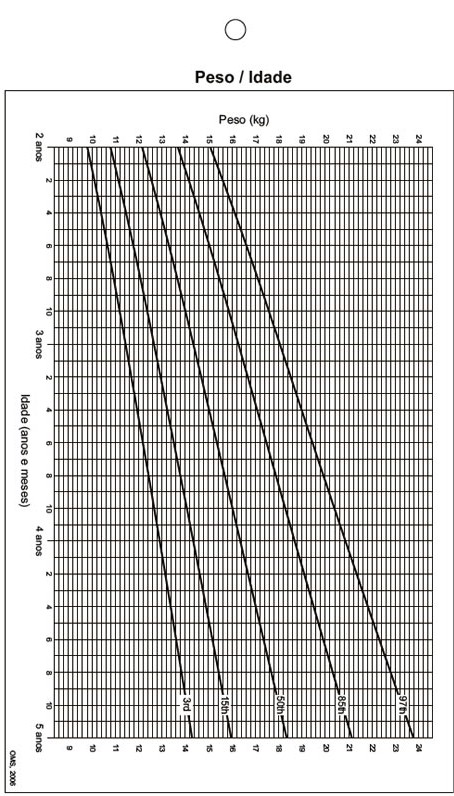 Peso / Idade
Peso (kg)
9 10 11 12 13 14 15 16 17 18 19 20 21 22 23 24
2 anos
2
4
6
8
10
3 anos
2
4
6
8
10
4 anos
2
4
6
8
10
5 anos
Idade (anos e meses)
3rd 15th 50th 85th 97th
9 10 11 12 13 14 15 16 17 18 19 20 21 22 23 24
OMS, 2006